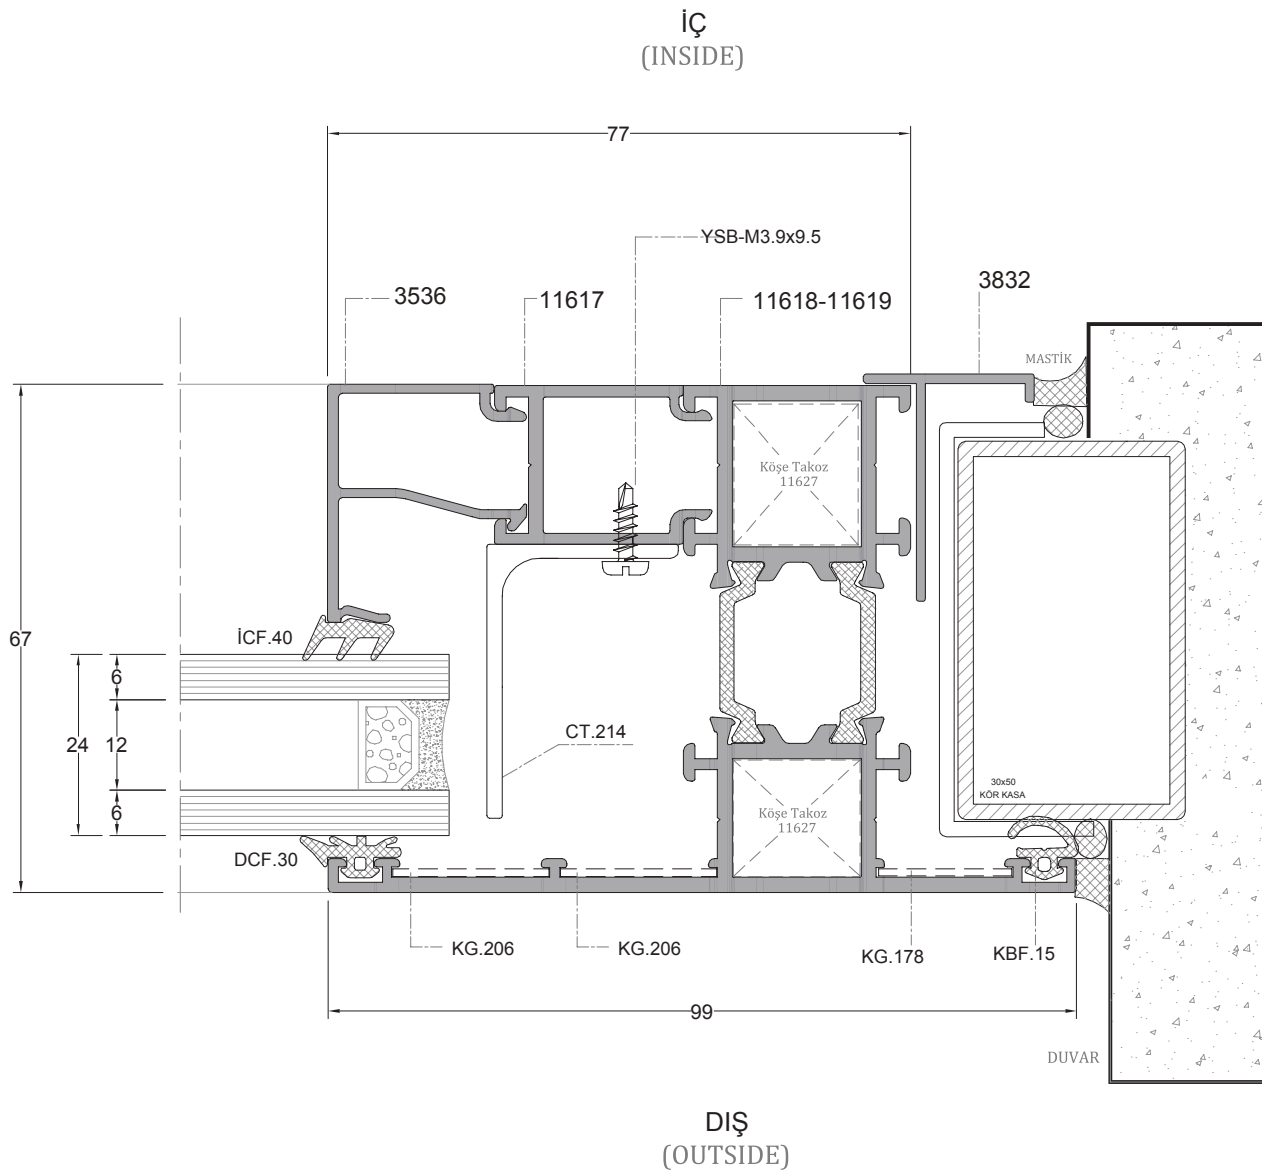 İÇ
(INSIDE)
77
YSB-M3.9x9.5
3536
11617
11618-11619
3832
MASTİK
Köşe Takoz
11627
67
İCF.40
6
24
12
CT.214
6
30x50
KÖR KASA
Köşe Takoz
11627
DCF.30
KG.206
KG.206
KG.178
KBF.15
99
DUVAR
DIŞ
(OUTSIDE)